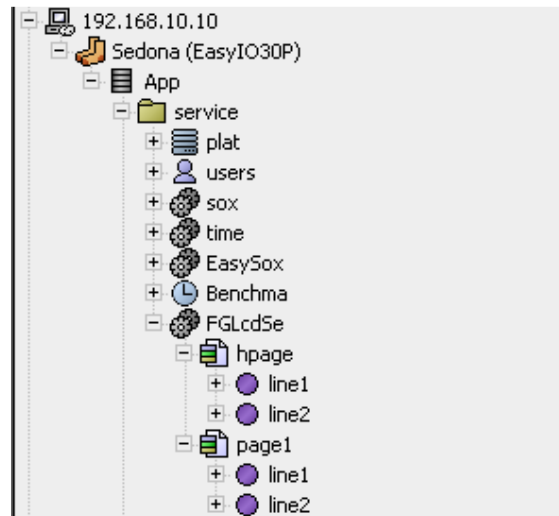 192.168.10.10
Sedona (EasyIO30P)
App
service
plat
users
sox
time
EasySox
Benchma
FGLcdSe
hpage
line1
line2
page1
line1
line2